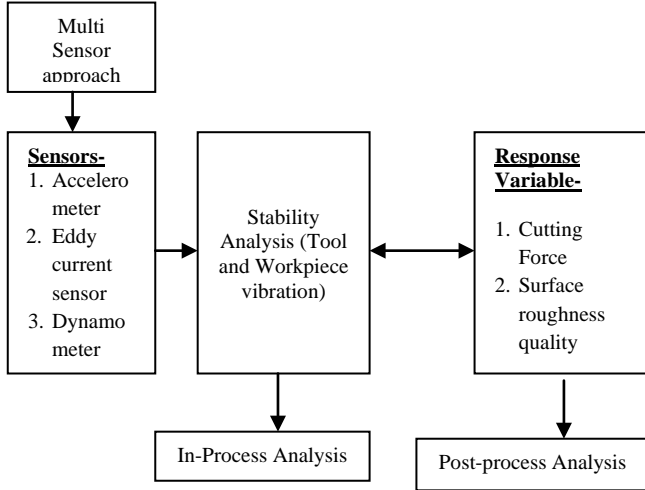 Multi
Sensor
approach
Sensors-
1. Accelero
meter
2. Eddy
current
sensor
3. Dynamo
meter
Stability
Analysis (Tool
and Workpiece
vibration)
Response
Variable-
1. Cutting
Force
2. Surface
roughness
quality
In-Process Analysis
Post-process Analysis